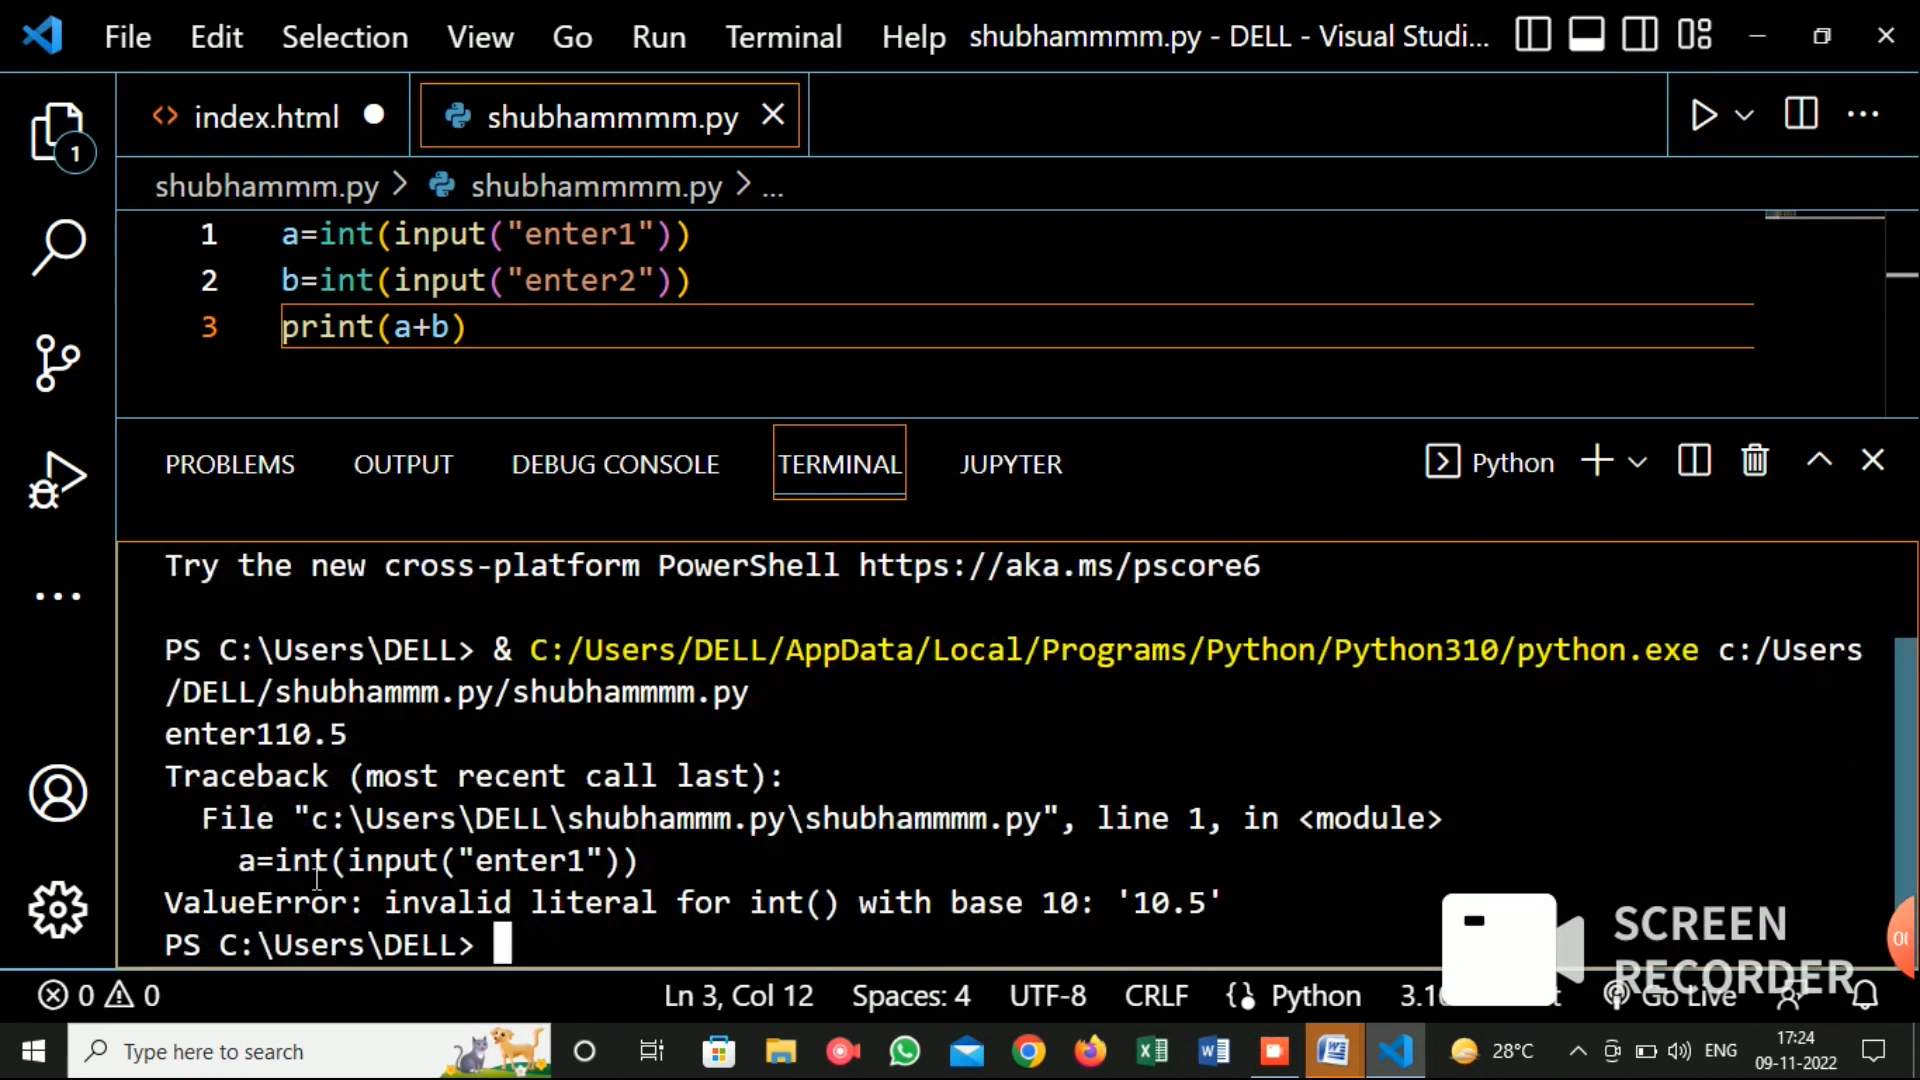 File Edit Selection View Go Run Terminal Help shubhammmm.py - DELL - Visual Studi...
index.html shubhammmm.py
shubhammm.py > shubhammmm.py > ...
1 a=int(input("enter1"))
2 b=int(input("enter2"))
3 print(a+b)
PROBLEMS OUTPUT DEBUG CONSOLE TERMINAL JUPYTER Python
Try the new cross-platform PowerShell https://aka.ms/pscore6
PS C:\Users\DELL> & C:/Users/DELL/AppData/Local/Programs/Python/Python310/python.exe c:/Users
/DELL/shubhammm.py/shubhammmm.py
enter110.5
Traceback (most recent call last):
File "c:\Users\DELL\shubhammm.py\shubhammmm.py", line 1, in <module>
a=int(input("enter1"))
ValueError: invalid literal for int() with base 10: '10.5'
PS C:\Users\DELL>
SCREEN
RECORDER
1
0 0 Ln 3, Col 12 Spaces: 4 UTF-8 CRLF Python Go Live
Type here to search 28°C ENG 17:24
09-11-2022